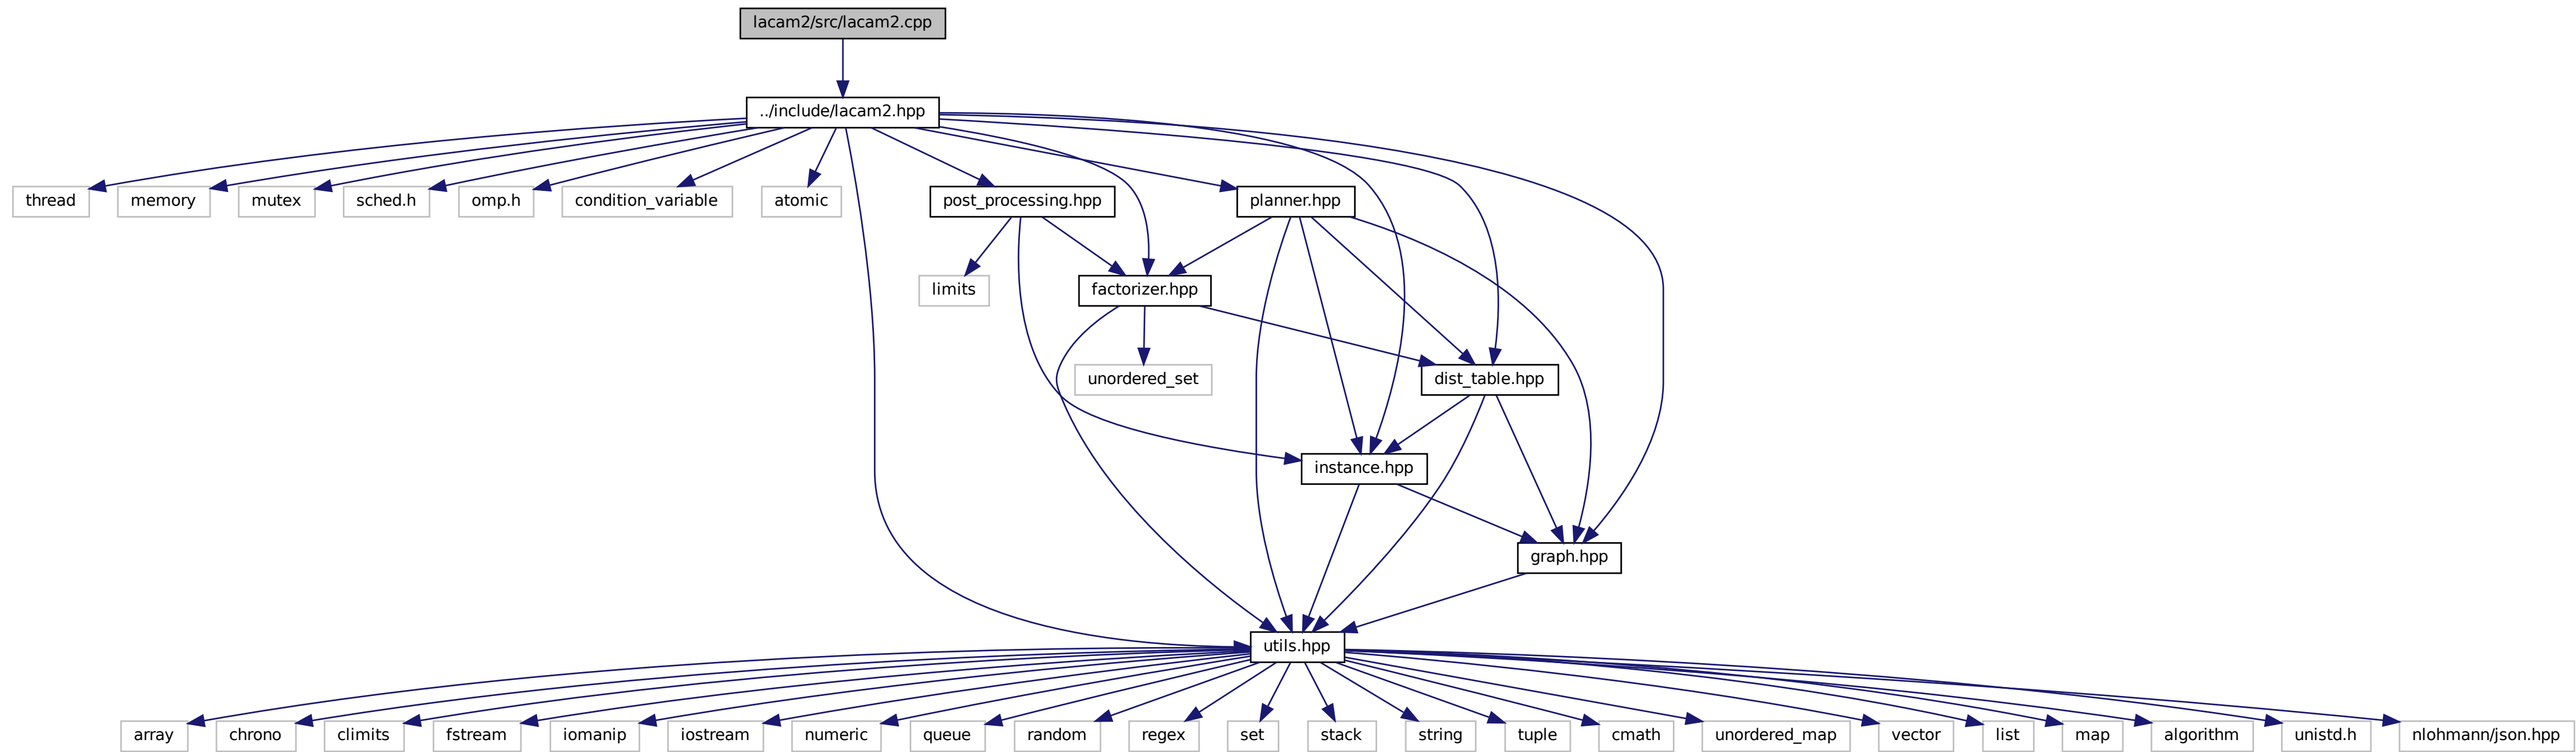 lacam2/src/lacam2.cpp
../include/lacam2.hpp
thread
memory
mutex
sched.h
omp.h
condition_variable
atomic
post_processing.hpp
planner.hpp
limits
factorizer.hpp
unordered_set
dist_table.hpp
instance.hpp
graph.hpp
utils.hpp
array
chrono
climits
fstream
iomanip
iostream
numeric
queue
random
regex
set
stack
string
tuple
cmath
unordered_map
vector
list
map
algorithm
unistd.h
nlohmann/json.hpp